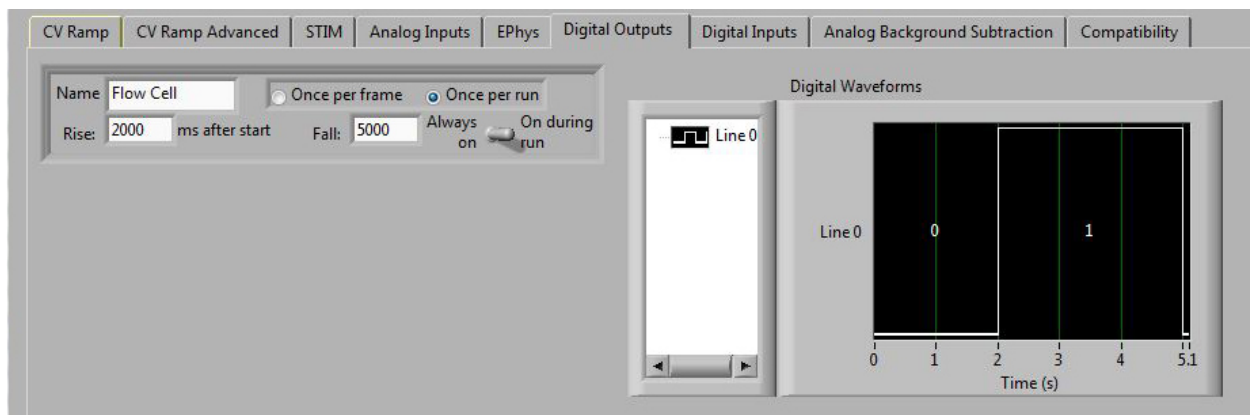 CV Ramp CV Ramp Advanced STIM Analog Inputs EPhys Digital Outputs Digital Inputs Analog Background Subtraction Compatibility
Name Flow Cell Once per frame Once per run
Rise: 2000 ms after start Fall: 5000 Always on On during run
Digital Waveforms
Line 0
Line 0 0 1
0 1 2 3 4 5.1
Time (s)